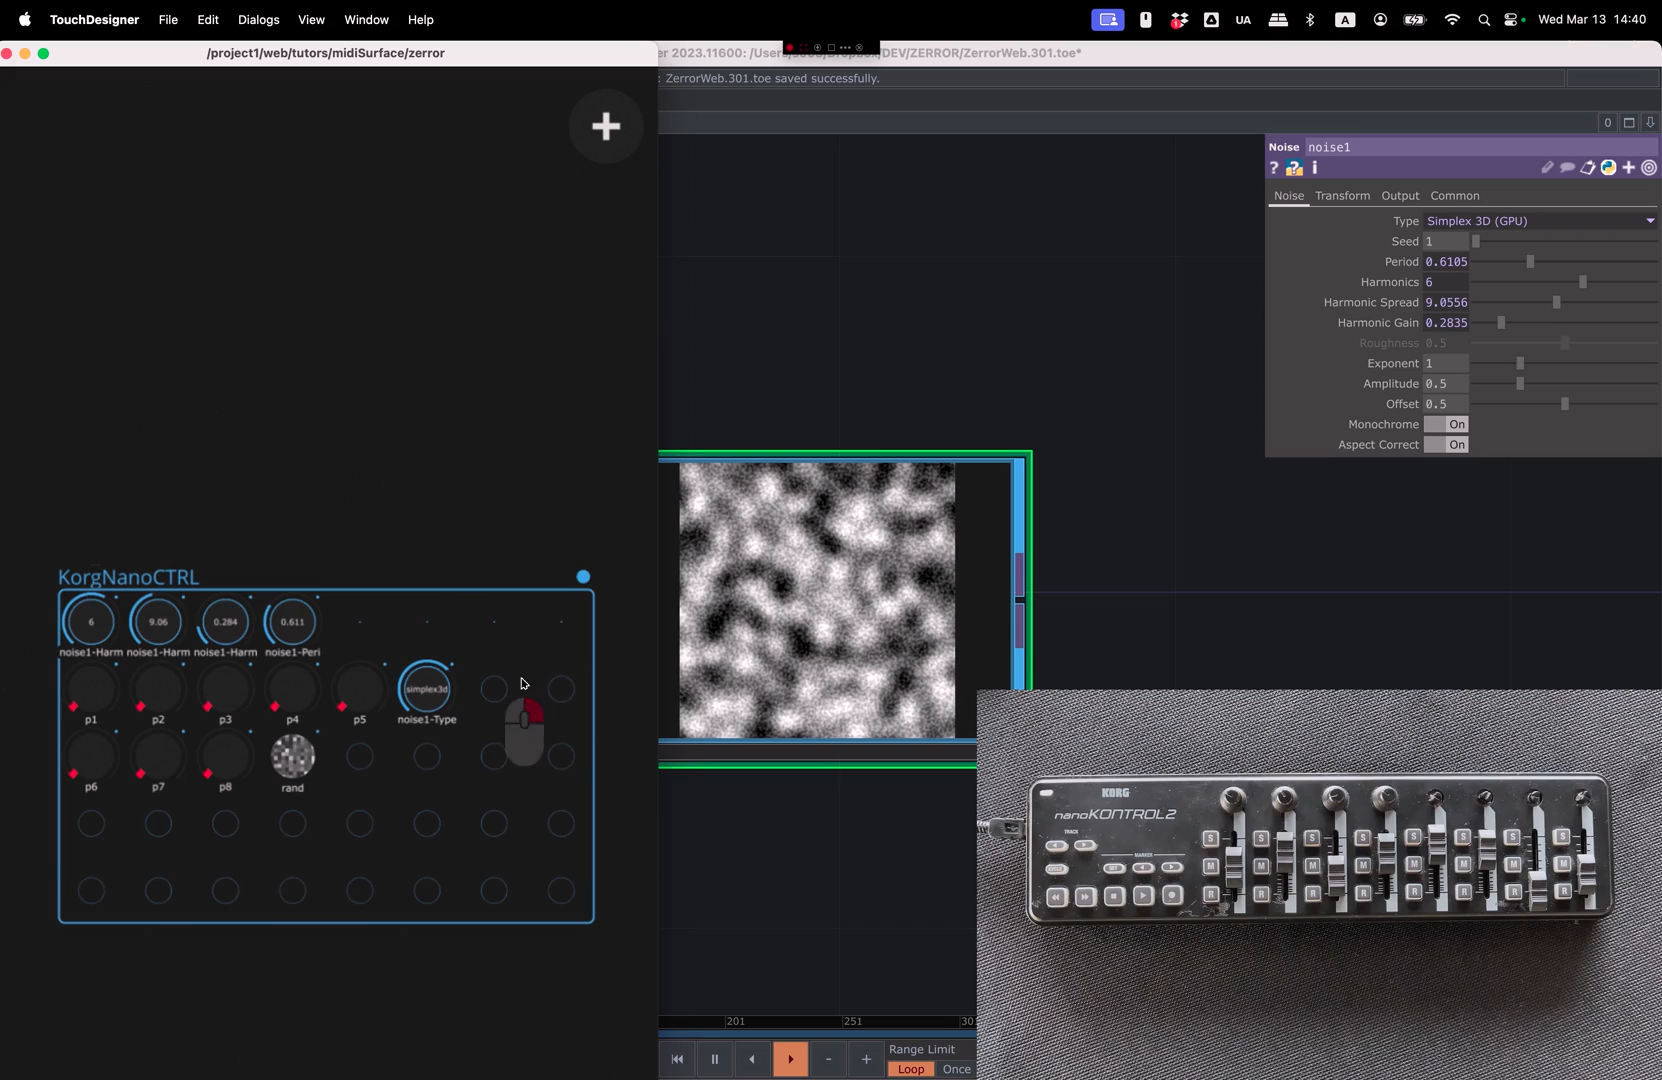 TouchDesigner File Edit Dialogs View Window Help
UA A Wed Mar 13 14:40
/project1/web/tutors/midiSurface/zerror
er 2023.11600: /Users/
/DEV/ZERROR/ZerrorWeb.301.toe*
: ZerrorWeb.301.toe saved successfully.
0
Noise noise1
? ? i
Noise Transform Output Common
Type Simplex 3D (GPU)
Seed 1
Period 0.6105
Harmonics 6
Harmonic Spread 9.0556
Harmonic Gain 0.2835
Roughness 0.5
Exponent 1
Amplitude 0.5
Offset 0.5
Monochrome On
Aspect Correct On
KorgNanoCTRL
6 9.06 0.284 0.611
noise1-Harm noise1-Harm noise1-Harm noise1-Peri
simplex3d
p1 p2 p3 p4 p5 noise1-Type
p6 p7 p8 rand
KORG
nanoKONTROL2
TRACK
MARKER
CYCLE
SET
S S S S S S S S
M M M M M M M M
R R R R R R R R
201 251 301
Range Limit
Loop Once